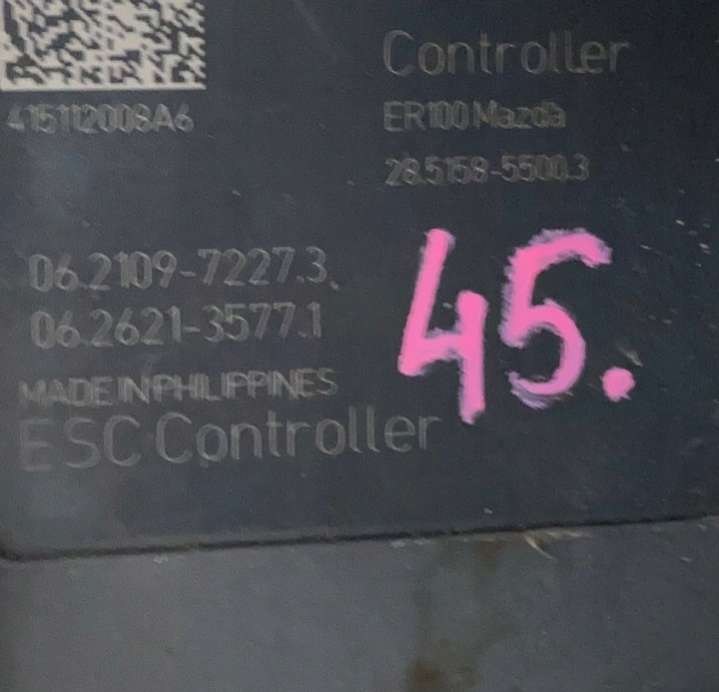 Controller
415112008A6
ER100 Mazda
28.5158-5500.3
06.2109-7227.3
06.2621-3577.1
45.
MADE IN PHILIPPINES
ESC Controller